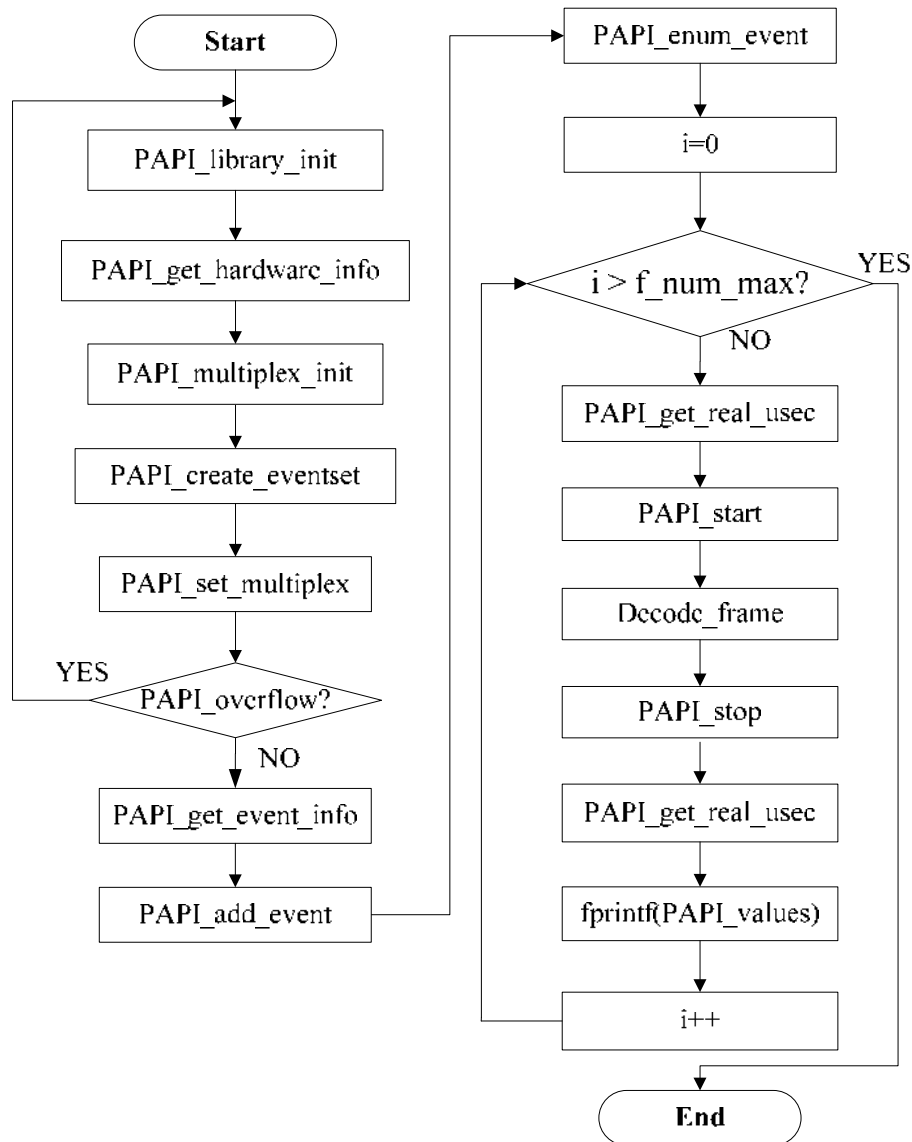 Start
PAPI_library_init
PAPI_get_hardware_info
PAPI_multiplex_init
PAPI_create_eventset
PAPI_set_multiplex
YES
PAPI_overflow?
NO
PAPI_get_event_info
PAPI_add_event
PAPI_enum_event
i=0
YES
i > f_num_max?
NO
PAPI_get_real_usec
PAPI_start
Decode_frame
PAPI_stop
PAPI_get_real_usec
fprintf(PAPI_values)
i++
End